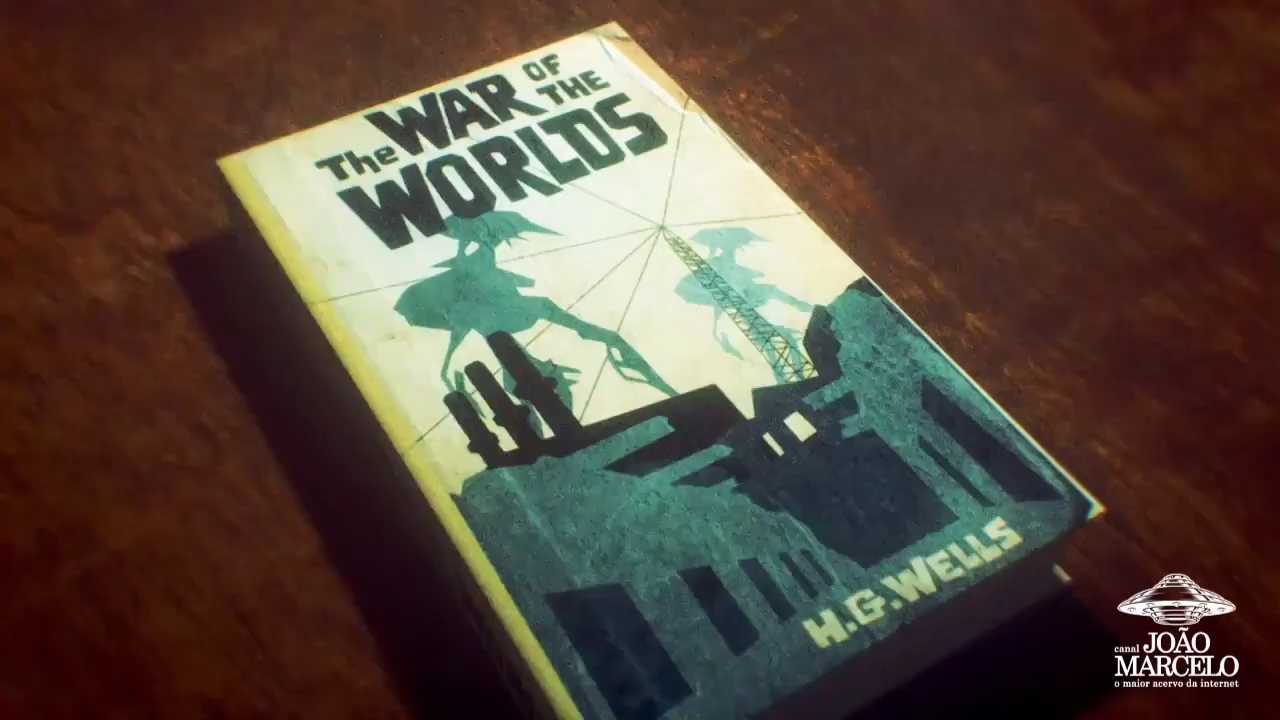 The WAR OF THE
WORLDS
H.G.WELLS
canal JOÃO
MARCELO
o maior acervo da internet